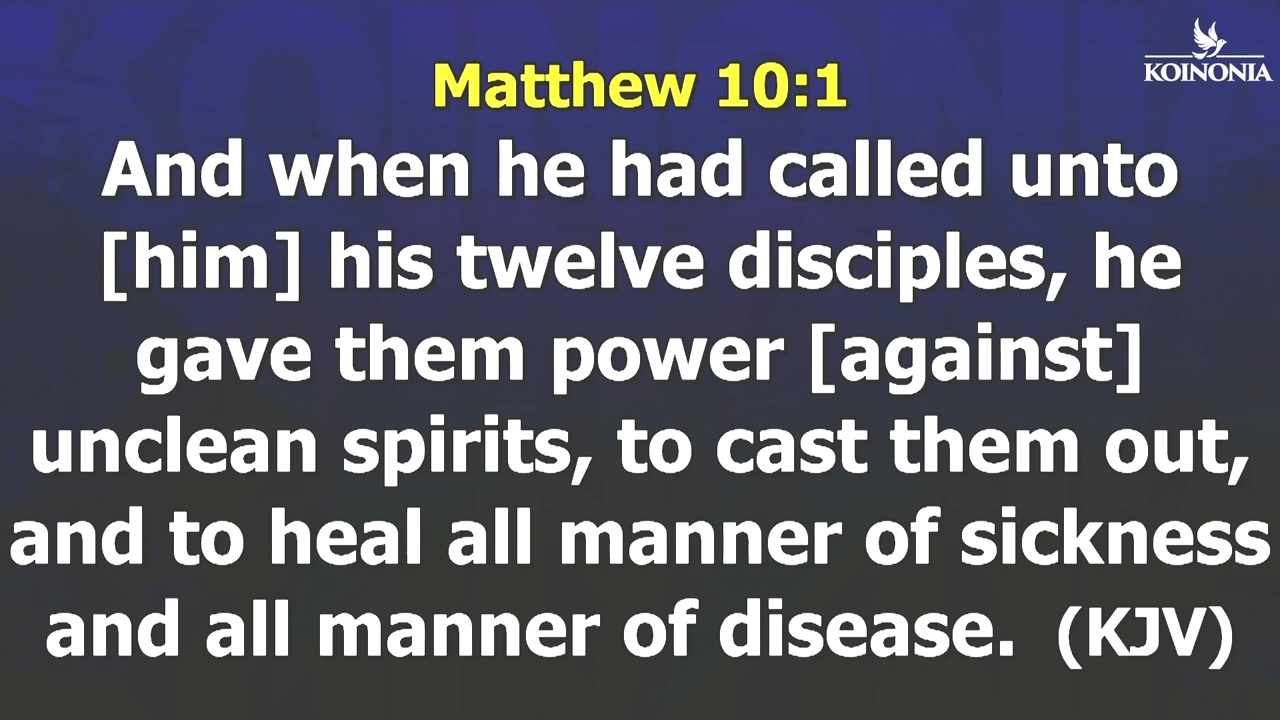 KOINONIA
Matthew 10:1
And when he had called unto
[him] his twelve disciples, he
gave them power [against]
unclean spirits, to cast them out,
and to heal all manner of sickness
and all manner of disease. (KJV)